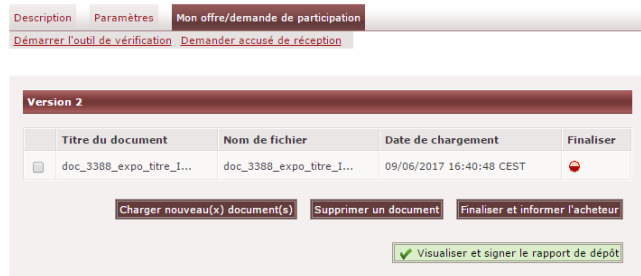 Description Paramètres Mon offre/demande de participation
Démarrer l'outil de vérification Demander accusé de réception
Version 2
Titre du document Nom de fichier Date de chargement Finaliser
doc_3388_expo_titre_I... doc_3388_expo_titre_I... 09/06/2017 16:40:48 CEST
Charger nouveau(x) document(s) Supprimer un document Finaliser et informer l'acheteur
Visualiser et signer le rapport de dépôt